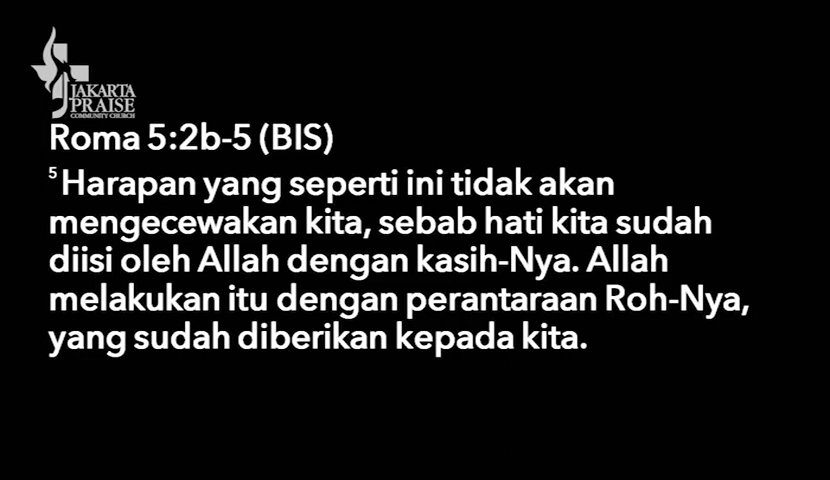 JAKARTA
PRAISE
COMMUNITY CHURCH
Roma 5:2b-5 (BIS)
5 Harapan yang seperti ini tidak akan
mengecewakan kita, sebab hati kita sudah
diisi oleh Allah dengan kasih-Nya. Allah
melakukan itu dengan perantaraan Roh-Nya,
yang sudah diberikan kepada kita.